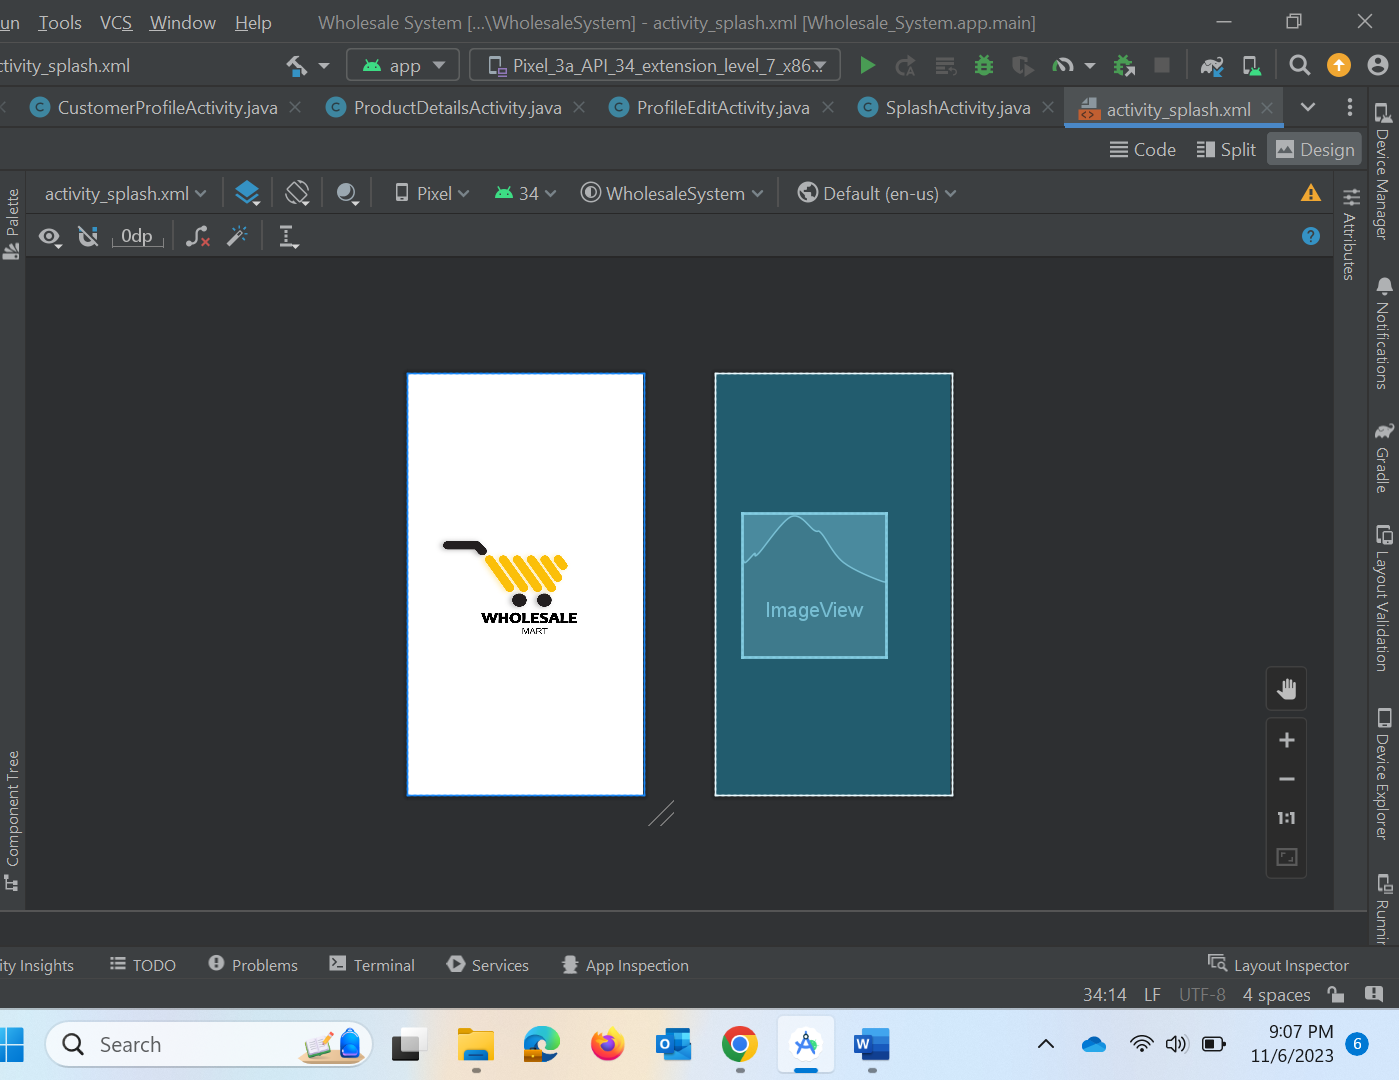 un Tools VCS Window Help Wholesale System [...\WholesaleSystem] - activity_splash.xml [Wholesale_System.app.main]
ctivity_splash.xml app Pixel_3a_API_34_extension_level_7_x86...
CustomerProfileActivity.java ProductDetailsActivity.java ProfileEditActivity.java SplashActivity.java activity_splash.xml
Code Split Design
activity_splash.xml Pixel 34 WholesaleSystem Default (en-us)
0dp
Palette
Component Tree
WHOLESALE
MART
ImageView
1:1
Attributes
Device Manager
Notifications
Gradle
Layout Validation
Device Explorer
Runni
ity Insights TODO Problems Terminal Services App Inspection Layout Inspector
34:14 LF UTF-8 4 spaces
Search
9:07 PM
11/6/2023
6